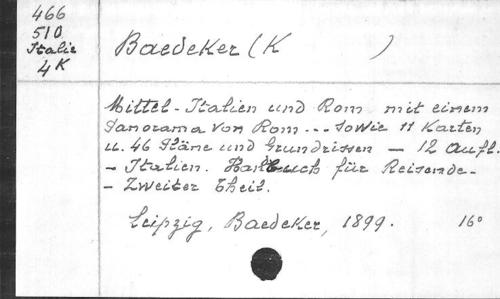 466
510
Italie
4K
Baedeker (K )
Mittel-Italien und Rom mit einem
Panorama von Rom ... sowie 11 Karten
u. 46 Pläne und Grundrissen — 12 Aufl.
- Italien. Handbuch für Reisende.
- Zweiter Theil.
Leipzig, Baedeker, 1899. 16°